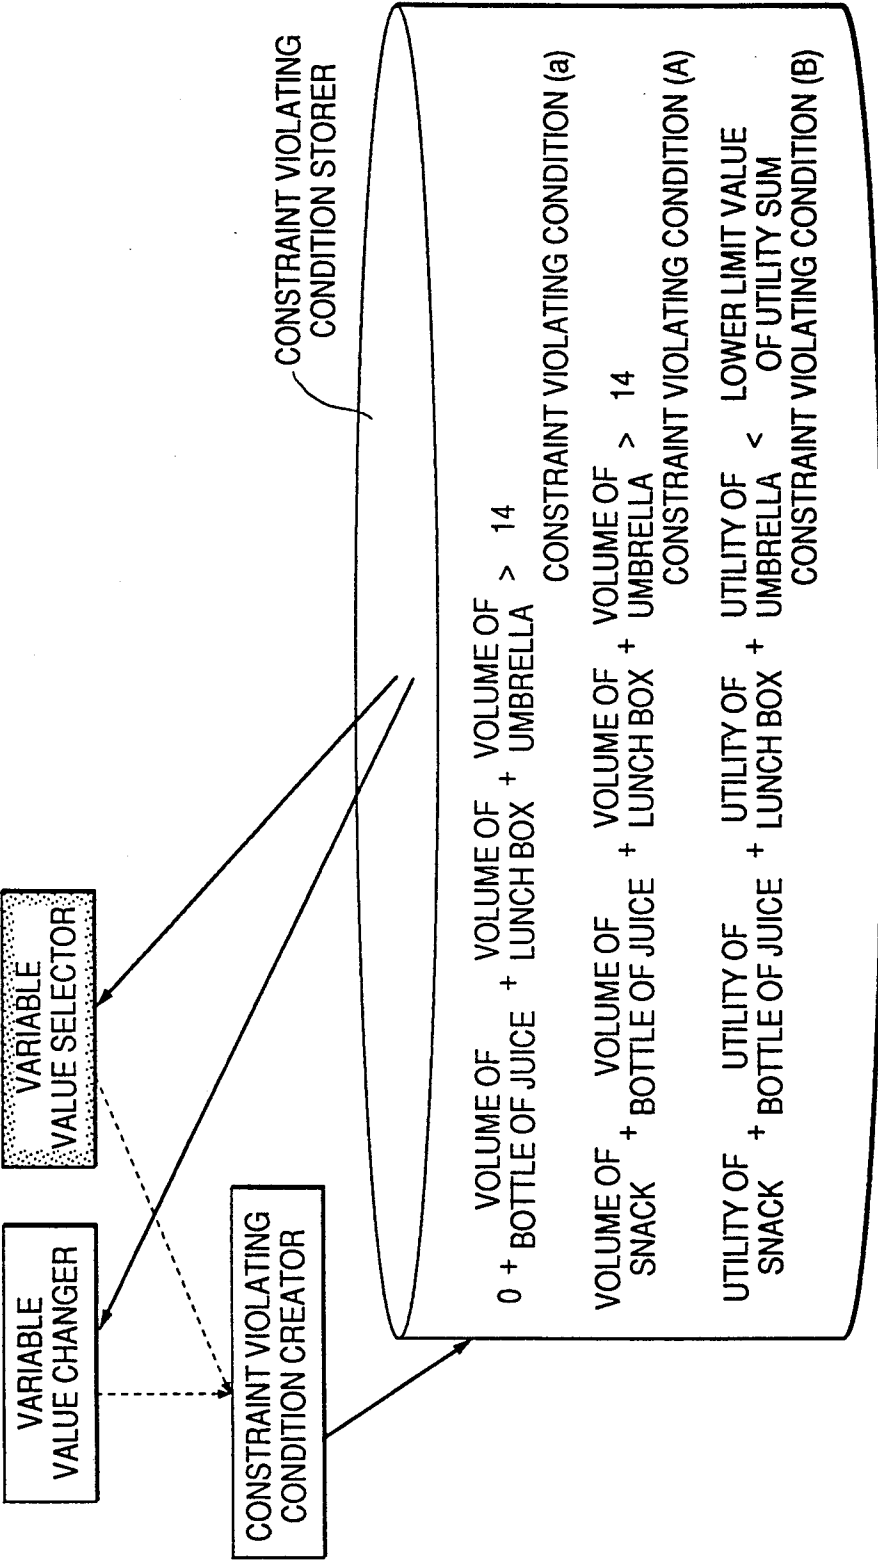 VARIABLE
VALUE CHANGER
VARIABLE
VALUE SELECTOR
CONSTRAINT VIOLATING
CONDITION CREATOR
CONSTRAINT VIOLATING
CONDITION STORER
VOLUME OF VOLUME OF VOLUME OF
0 + BOTTLE OF JUICE + LUNCH BOX + UMBRELLA > 14
CONSTRAINT VIOLATING CONDITION (a)
VOLUME OF VOLUME OF VOLUME OF VOLUME OF
SNACK + BOTTLE OF JUICE + LUNCH BOX + UMBRELLA > 14
CONSTRAINT VIOLATING CONDITION (A)
UTILITY OF UTILITY OF UTILITY OF UTILITY OF LOWER LIMIT VALUE
SNACK + BOTTLE OF JUICE + LUNCH BOX + UMBRELLA < OF UTILITY SUM
CONSTRAINT VIOLATING CONDITION (B)